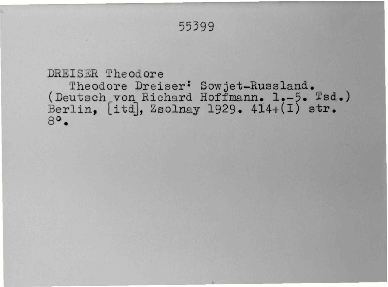 55399
DREISER Theodore
Theodore Dreiser: Sowjet-Russland.
(Deutsch von Richard Hoffmann. 1.-5. Tsd.)
Berlin, [itd], Zsolnay 1929. 414+(I) str.
8°.